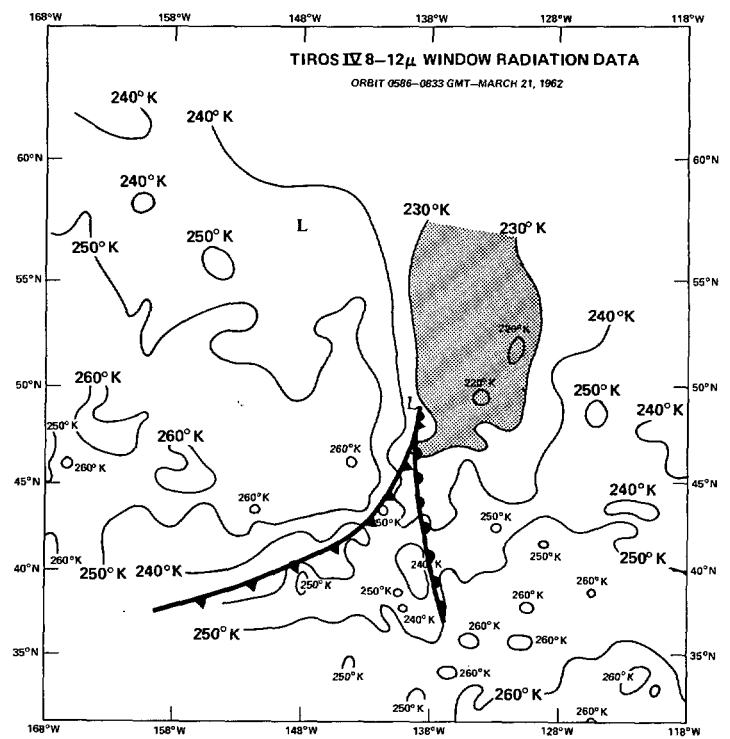 168°W 158°W 148°W 138°W 128°W 118°W
TIROS IV 8–12μ WINDOW RADIATION DATA
ORBIT 0586–0833 GMT–MARCH 21, 1962
240°K
240°K
60°N 60°N
240°K
230°K
L
230°K
250°K
250°K
55°N 55°N
240°K
220°K
260°K
220°K
50°N 50°N
250°K
L
240°K
250°K
260°K
260°K
260°K
45°N 45°N
240°K
260°K
250°K
250°K
250°K
260°K
240°K
250°K
250°K 240°K
40°N 40°N
250°K
250°K
260°K
240°K
260°K
250°K
260°K
260°K
35°N 35°N
250°K
260°K
260°K
260°K
250°K
260°K
168°W 158°W 148°W 138°W 128°W 118°W